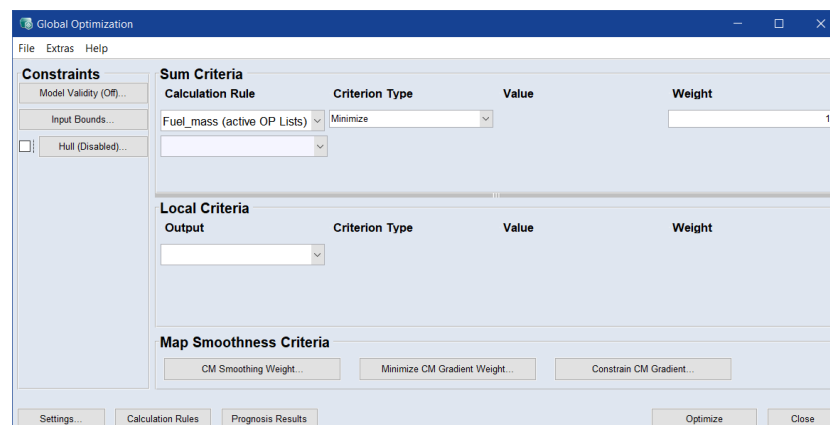 Global Optimization
File Extras Help
Constraints
Model Validity (Off)...
Input Bounds...
Hull (Disabled)...
Sum Criteria
Calculation Rule Criterion Type Value Weight
Fuel_mass (active OP Lists) Minimize 1
Local Criteria
Output Criterion Type Value Weight
Map Smoothness Criteria
CM Smoothing Weight... Minimize CM Gradient Weight... Constrain CM Gradient...
Settings... Calculation Rules Prognosis Results Optimize Close